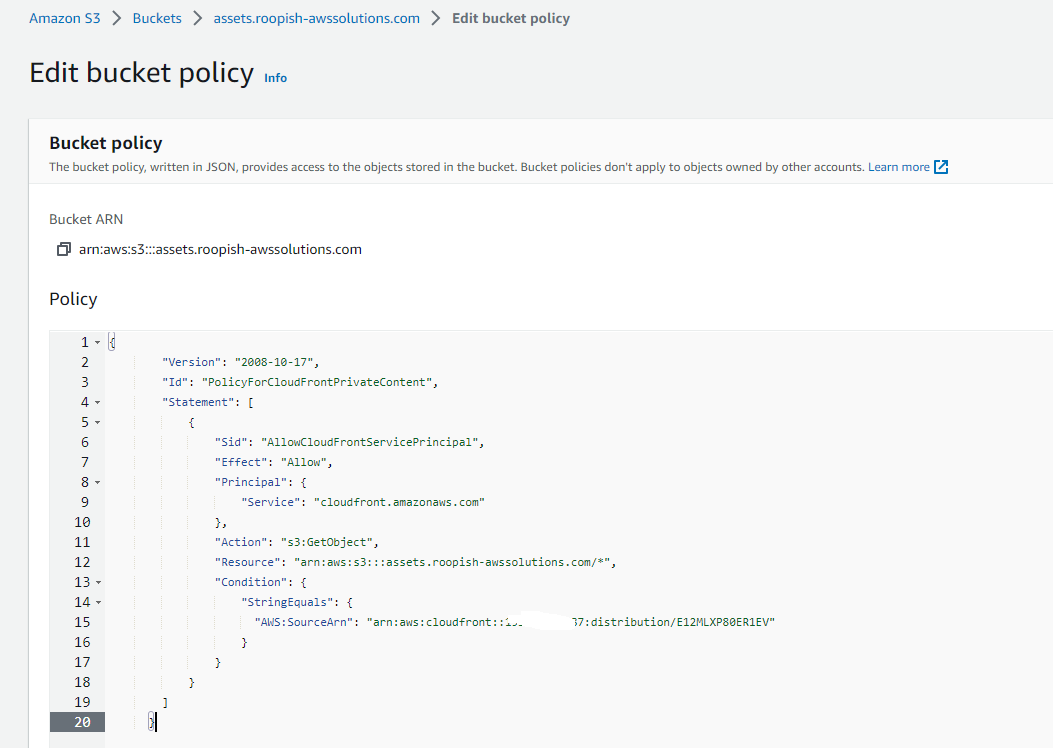 Amazon S3 > Buckets > assets.roopish-awssolutions.com > Edit bucket policy
Edit bucket policy Info
Bucket policy
The bucket policy, written in JSON, provides access to the objects stored in the bucket. Bucket policies don't apply to objects owned by other accounts. Learn more
Bucket ARN
arn:aws:s3:::assets.roopish-awssolutions.com
Policy
1 {
2 "Version": "2008-10-17",
3 "Id": "PolicyForCloudFrontPrivateContent",
4 "Statement": [
5 {
6 "Sid": "AllowCloudFrontServicePrincipal",
7 "Effect": "Allow",
8 "Principal": {
9 "Service": "cloudfront.amazonaws.com"
10 },
11 "Action": "s3:GetObject",
12 "Resource": "arn:aws:s3:::assets.roopish-awssolutions.com/*",
13 "Condition": {
14 "StringEquals": {
15 "AWS:SourceArn": "arn:aws:cloudfront:: 7:distribution/E12MLXP80ER1EV"
16 }
17 }
18 }
19 ]
20 }